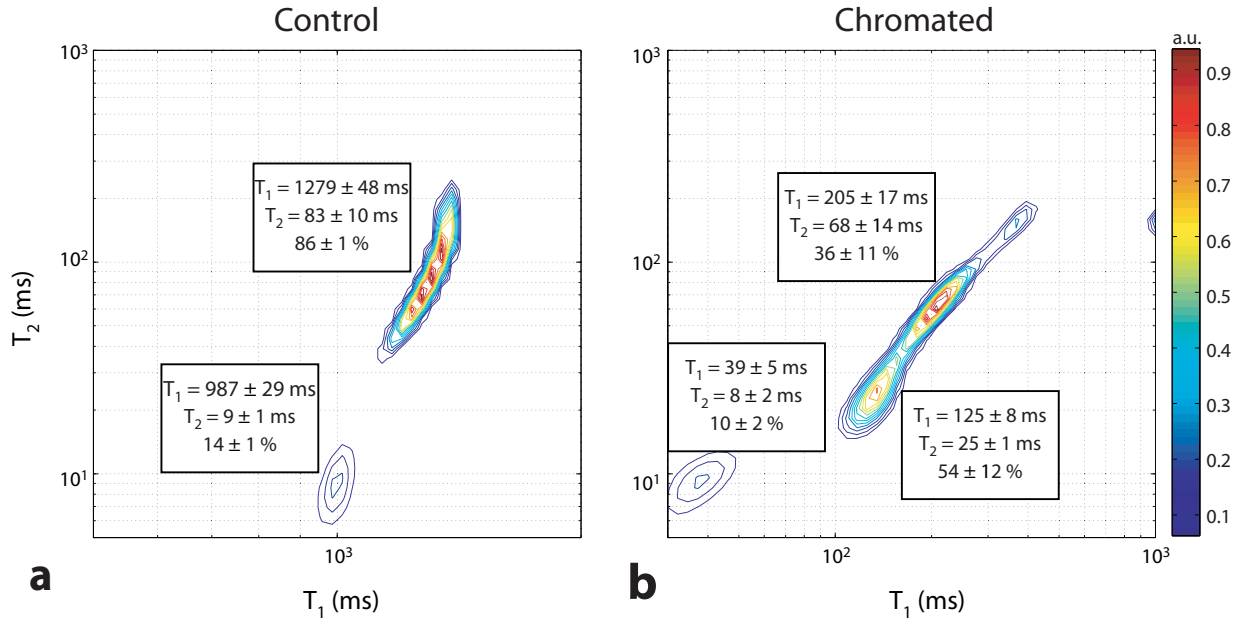 Control
Chromated
a.u.
10³
10²
10¹
T₂ (ms)
T₁ = 1279 ± 48 ms
T₂ = 83 ± 10 ms
86 ± 1 %
T₁ = 987 ± 29 ms
T₂ = 9 ± 1 ms
14 ± 1 %
10³
T₁ (ms)
a
10³
10²
10¹
T₁ = 205 ± 17 ms
T₂ = 68 ± 14 ms
36 ± 11 %
T₁ = 39 ± 5 ms
T₂ = 8 ± 2 ms
10 ± 2 %
T₁ = 125 ± 8 ms
T₂ = 25 ± 1 ms
54 ± 12 %
10² 10³
T₁ (ms)
b
0.9
0.8
0.7
0.6
0.5
0.4
0.3
0.2
0.1